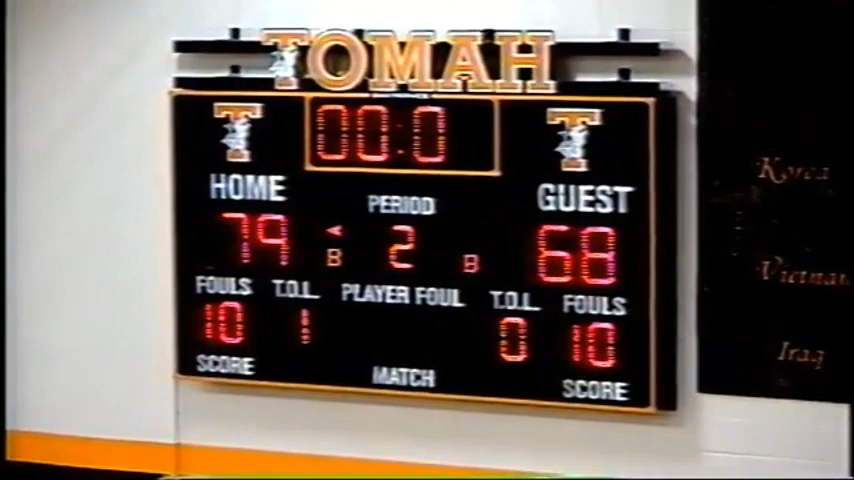 TOMAH
T 00:0 T
HOME GUEST
PERIOD
79 < 2 68
B B
FOULS T.O.L. PLAYER FOUL T.O.L. FOULS
10 1 0 10
SCORE MATCH SCORE
Korea
Vietnam
Iraq